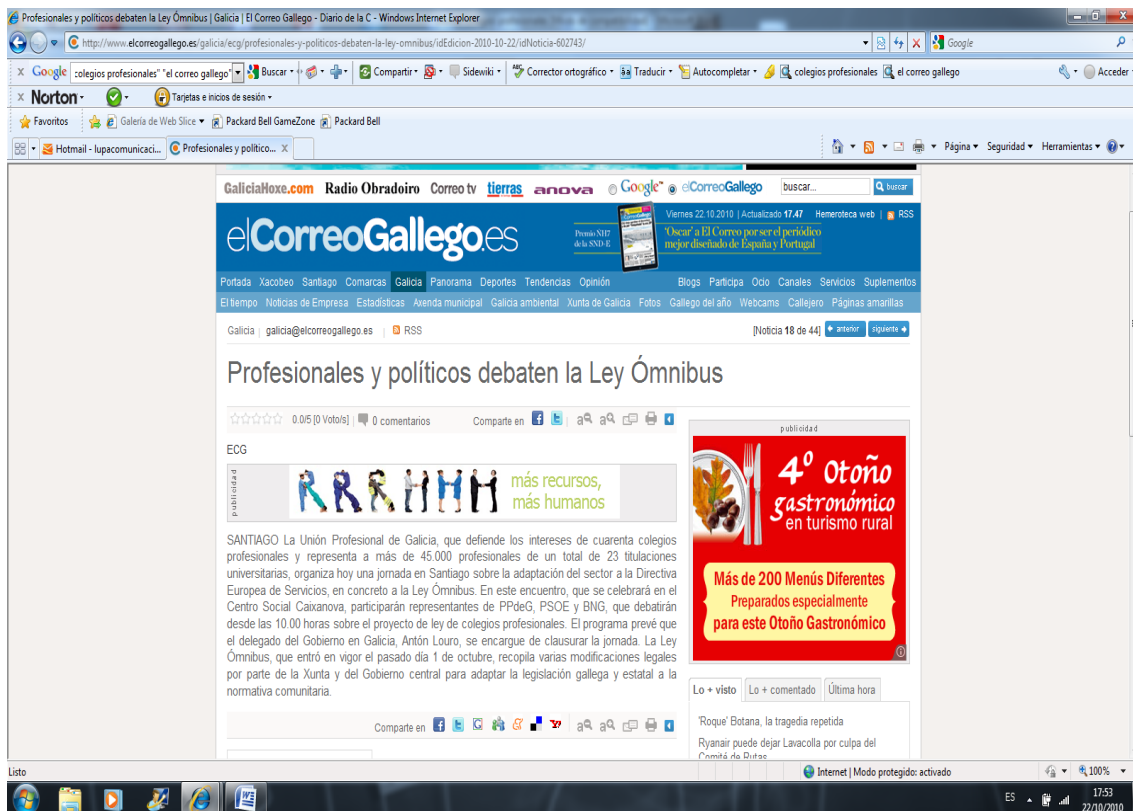 Profesionales y politicos debaten la Ley Ómnibus | Galicia | El Correo Gallego - Diario de la C - Windows Internet Explorer
http://www.elcorreogallego.es/galicia/ecg/profesionales-y-politicos-debaten-la-ley-omnibus/idEdicion-2010-10-22/idNoticia-602743/
Google
x Google colegios profesionales" "el correo gallego" Buscar Compartir Sidewiki Corrector ortográfico Traducir Autocompletar colegios profesionales el correo gallego Acceder
x Norton Tarjetas e inicios de sesión
Favoritos Galería de Web Slice Packard Bell GameZone Packard Bell
Hotmail - lupacomunicaci... Profesionales y político... X Página Seguridad Herramientas
GaliciaHoxe.com Radio Obradoiro Correo tv tierras anova Google™ elCorreoGallego buscar... buscar
Viernes 22.10.2010 | Actualizado 17.47 Hemeroteca web | RSS
elCorreoGallego.es
Premio ÑH7
de la SND-E
'Oscar' a El Correo por ser el periódico
mejor diseñado de España y Portugal
Portada Xacobeo Santiago Comarcas Galicia Panorama Deportes Tendencias Opinión Blogs Participa Ocio Canales Servicios Suplementos
El tiempo Noticias de Empresa Estadísticas Axenda municipal Galicia ambiental Xunta de Galicia Fotos Gallego del año Webcams Callejero Páginas amarillas
Galicia | galicia@elcorreogallego.es | RSS [Noticia 18 de 44] anterior siguiente
Profesionales y políticos debaten la Ley Ómnibus
0.0/5 [0 Voto/s] | 0 comentarios Comparte en
ECG
publicidad
RRRHHH
más recursos,
más humanos
SANTIAGO La Unión Profesional de Galicia, que defiende los intereses de cuarenta colegios
profesionales y representa a más de 45.000 profesionales de un total de 23 titulaciones
universitarias, organiza hoy una jornada en Santiago sobre la adaptación del sector a la Directiva
Europea de Servicios, en concreto a la Ley Ómnibus. En este encuentro, que se celebrará en el
Centro Social Caixanova, participarán representantes de PPdeG, PSOE y BNG, que debatirán
desde las 10.00 horas sobre el proyecto de ley de colegios profesionales. El programa prevé que
el delegado del Gobierno en Galicia, Antón Louro, se encargue de clausurar la jornada. La Ley
Ómnibus, que entró en vigor el pasado día 1 de octubre, recopila varias modificaciones legales
por parte de la Xunta y del Gobierno central para adaptar la legislación gallega y estatal a la
normativa comunitaria.
Comparte en
publicidad
4º Otoño
gastronómico
en turismo rural
Más de 200 Menús Diferentes
Preparados especialmente
para este Otoño Gastronómico
Lo + visto Lo + comentado Última hora
'Roque' Botana, la tragedia repetida
Ryanair puede dejar Lavacolla por culpa del
Comité de Rutas
Listo Internet | Modo protegido: activado 100%
ES 17:53
22/10/2010